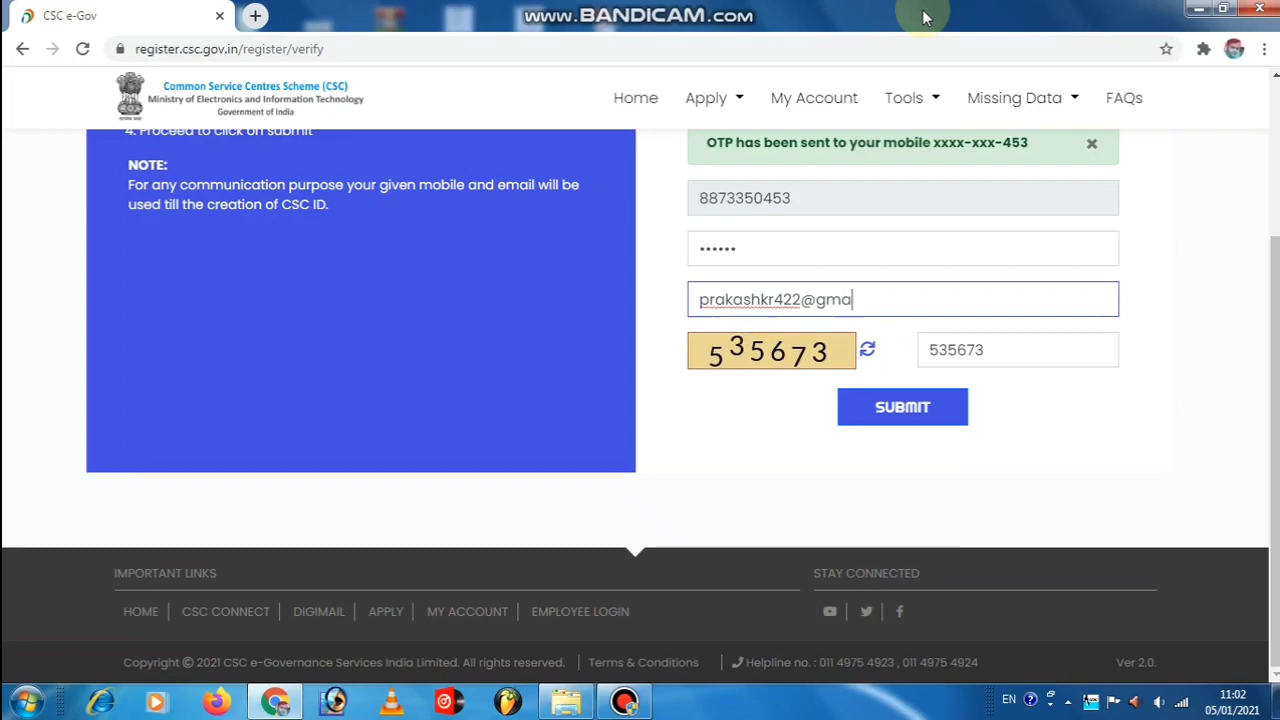 CSC e-Gov
www.BANDICAM.com
register.csc.gov.in/register/verify
Common Service Centres Scheme (CSC)
Ministry of Electronics and Information Technology
Government of India
Home Apply My Account Tools Missing Data FAQs
4. Proceed to click on submit
NOTE:
For any communication purpose your given mobile and email will be
used till the creation of CSC ID.
OTP has been sent to your mobile xxxx-xxx-453
8873350453
••••••
prakashkr422@gma
535673 535673
SUBMIT
IMPORTANT LINKS
HOME | CSC CONNECT | DIGIMAIL | APPLY | MY ACCOUNT | EMPLOYEE LOGIN
STAY CONNECTED
Copyright © 2021 CSC e-Governance Services India Limited. All rights reserved. | Terms & Conditions | Helpline no. : 011 4975 4923 , 011 4975 4924 Ver 2.0.
EN
11:02
05/01/2021